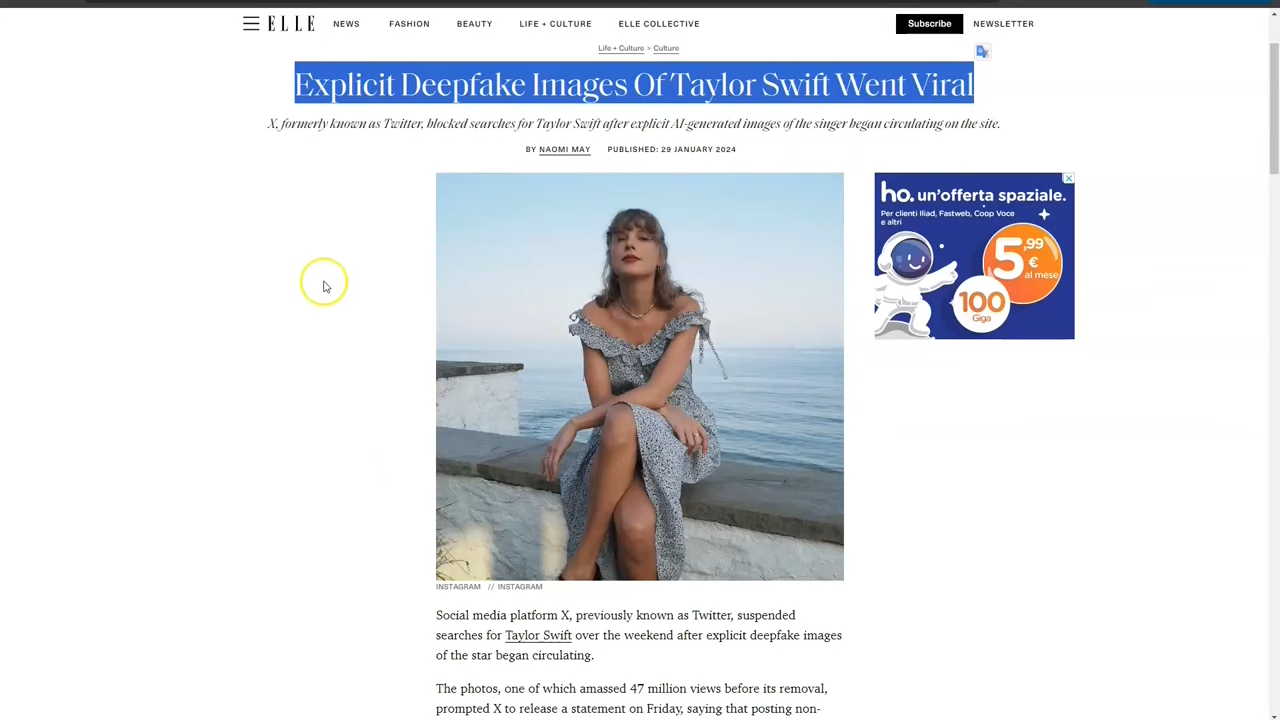 ELLE NEWS FASHION BEAUTY LIFE + CULTURE ELLE COLLECTIVE Subscribe NEWSLETTER
Life + Culture > Culture
Explicit Deepfake Images Of Taylor Swift Went Viral
X, formerly known as Twitter, blocked searches for Taylor Swift after explicit AI-generated images of the singer began circulating on the site.
BY NAOMI MAY PUBLISHED: 29 JANUARY 2024
ho. un'offerta spaziale.
Per clienti Iliad, Fastweb, Coop Voce
e altri
5,99
€
al mese
100
Giga
INSTAGRAM // INSTAGRAM
Social media platform X, previously known as Twitter, suspended
searches for Taylor Swift over the weekend after explicit deepfake images
of the star began circulating.
The photos, one of which amassed 47 million views before its removal,
prompted X to release a statement on Friday, saying that posting non-